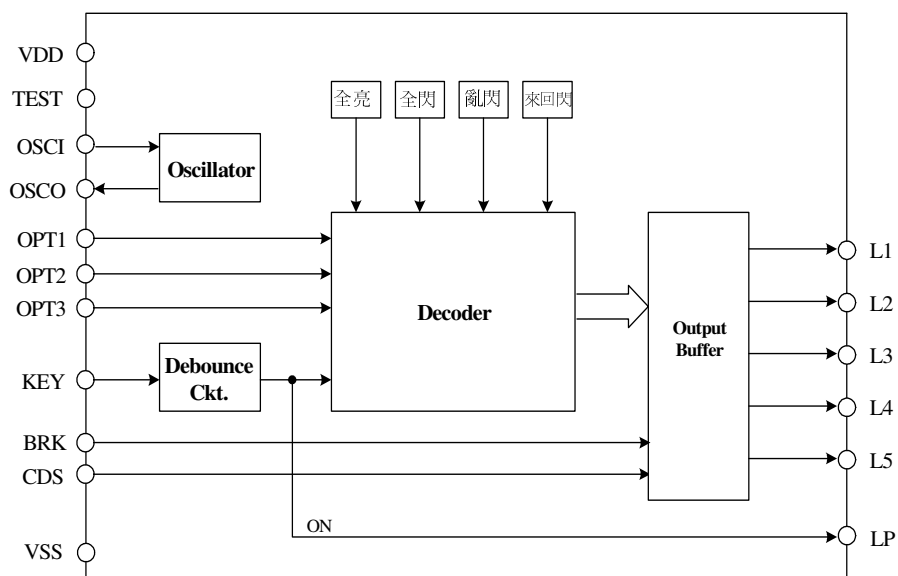 VDD
TEST
OSCI
OSCO
OPT1
OPT2
OPT3
KEY
BRK
CDS
VSS
Oscillator
Debounce
Ckt.
全亮
全閃
亂閃
來回閃
Decoder
ON
Output
Buffer
L1
L2
L3
L4
L5
LP